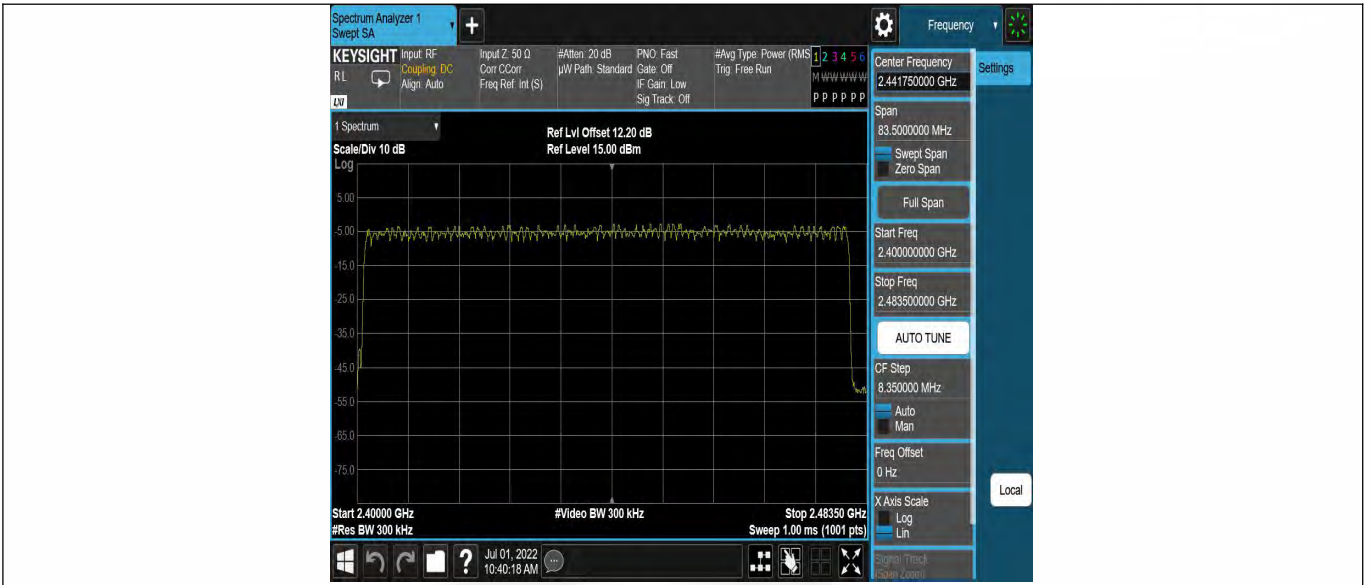 Spectrum Analyzer 1
Swept SA
Frequency
KEYSIGHT
R L
LXI
Input: RF
Coupling: DC
Align: Auto
Input Z: 50 Ω
Corr CCorr
Freq Ref: Int (S)
#Atten: 20 dB
µW Path: Standard
PNO: Fast
Gate: Off
IF Gain: Low
Sig Track: Off
#Avg Type: Power (RMS
Trig: Free Run
1 2 3 4 5 6
M W W W W W
P P P P P P
1 Spectrum
Scale/Div 10 dB
Ref Lvl Offset 12.20 dB
Ref Level 15.00 dBm
Log
5.00
-5.00
-15.0
-25.0
-35.0
-45.0
-55.0
-65.0
-75.0
Start 2.40000 GHz
#Video BW 300 kHz
Stop 2.48350 GHz
#Res BW 300 kHz
Sweep 1.00 ms (1001 pts)
?
Jul 01, 2022
10:40:18 AM
Center Frequency
2.441750000 GHz
Settings
Span
83.5000000 MHz
Swept Span
Zero Span
Full Span
Start Freq
2.400000000 GHz
Stop Freq
2.483500000 GHz
AUTO TUNE
CF Step
8.350000 MHz
Auto
Man
Freq Offset
0 Hz
X Axis Scale
Log
Lin
Local
Signal Track
(Span Zoom)